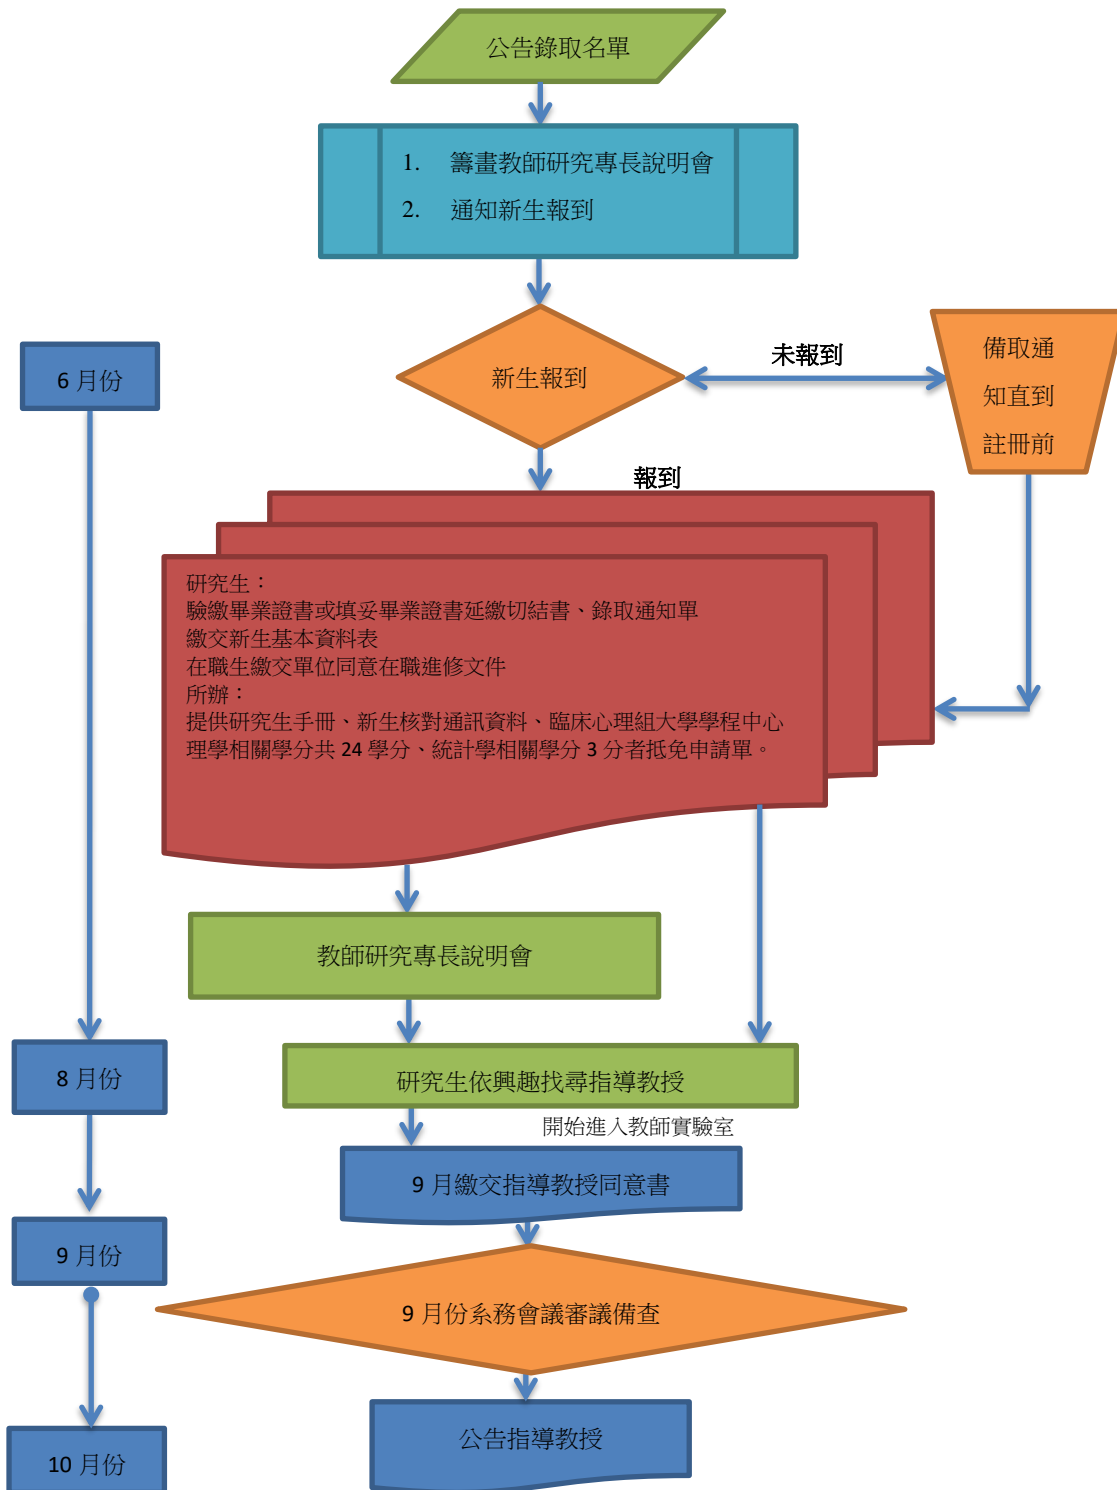 公告錄取名單
1. 籌畫教師研究專長說明會
2. 通知新生報到
6 月份
新生報到
未報到
備取通
知直到
註冊前
報到
研究生：
驗繳畢業證書或填妥畢業證書延繳切結書、錄取通知單
繳交新生基本資料表
在職生繳交單位同意在職進修文件
所辦：
提供研究生手冊、新生核對通訊資料、臨床心理組大學學程中心
理學相關學分共 24 學分、統計學相關學分 3 分者抵免申請單。
教師研究專長說明會
8 月份
研究生依興趣找尋指導教授
開始進入教師實驗室
9 月繳交指導教授同意書
9 月份
9 月份系務會議審議備查
公告指導教授
10 月份